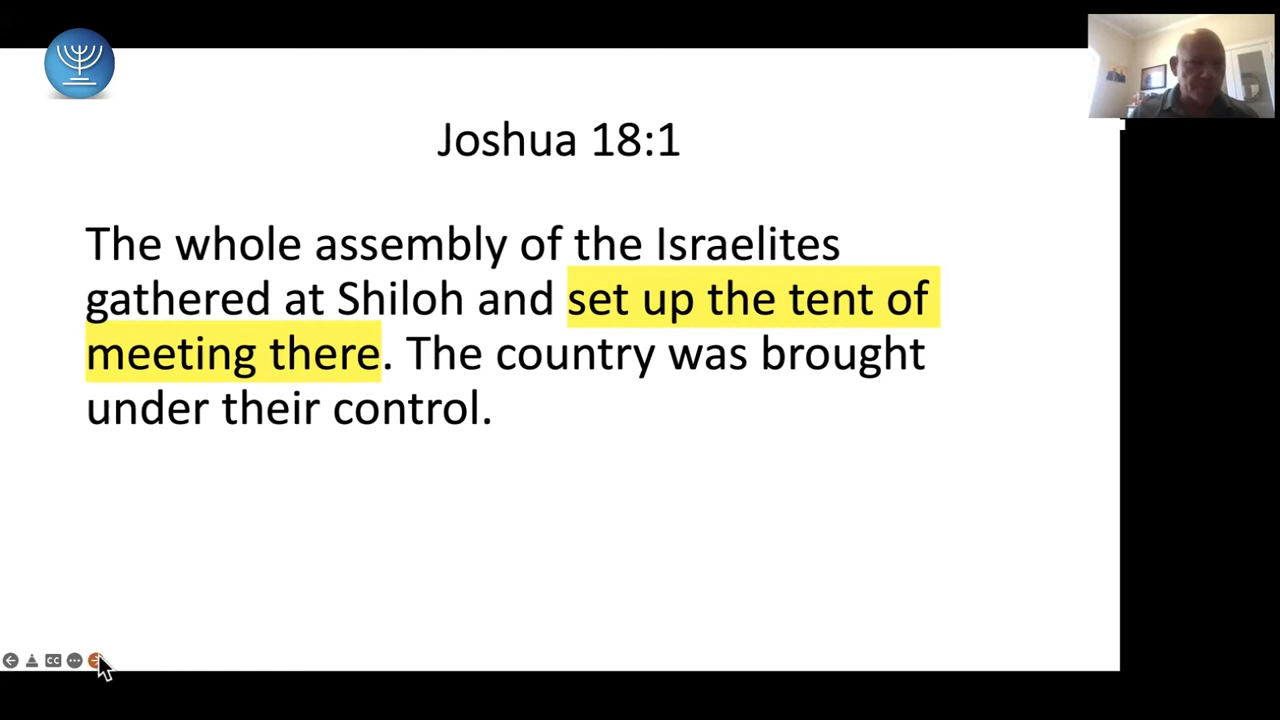 Joshua 18:1
The whole assembly of the Israelites
gathered at Shiloh and set up the tent of
meeting there. The country was brought
under their control.
CC